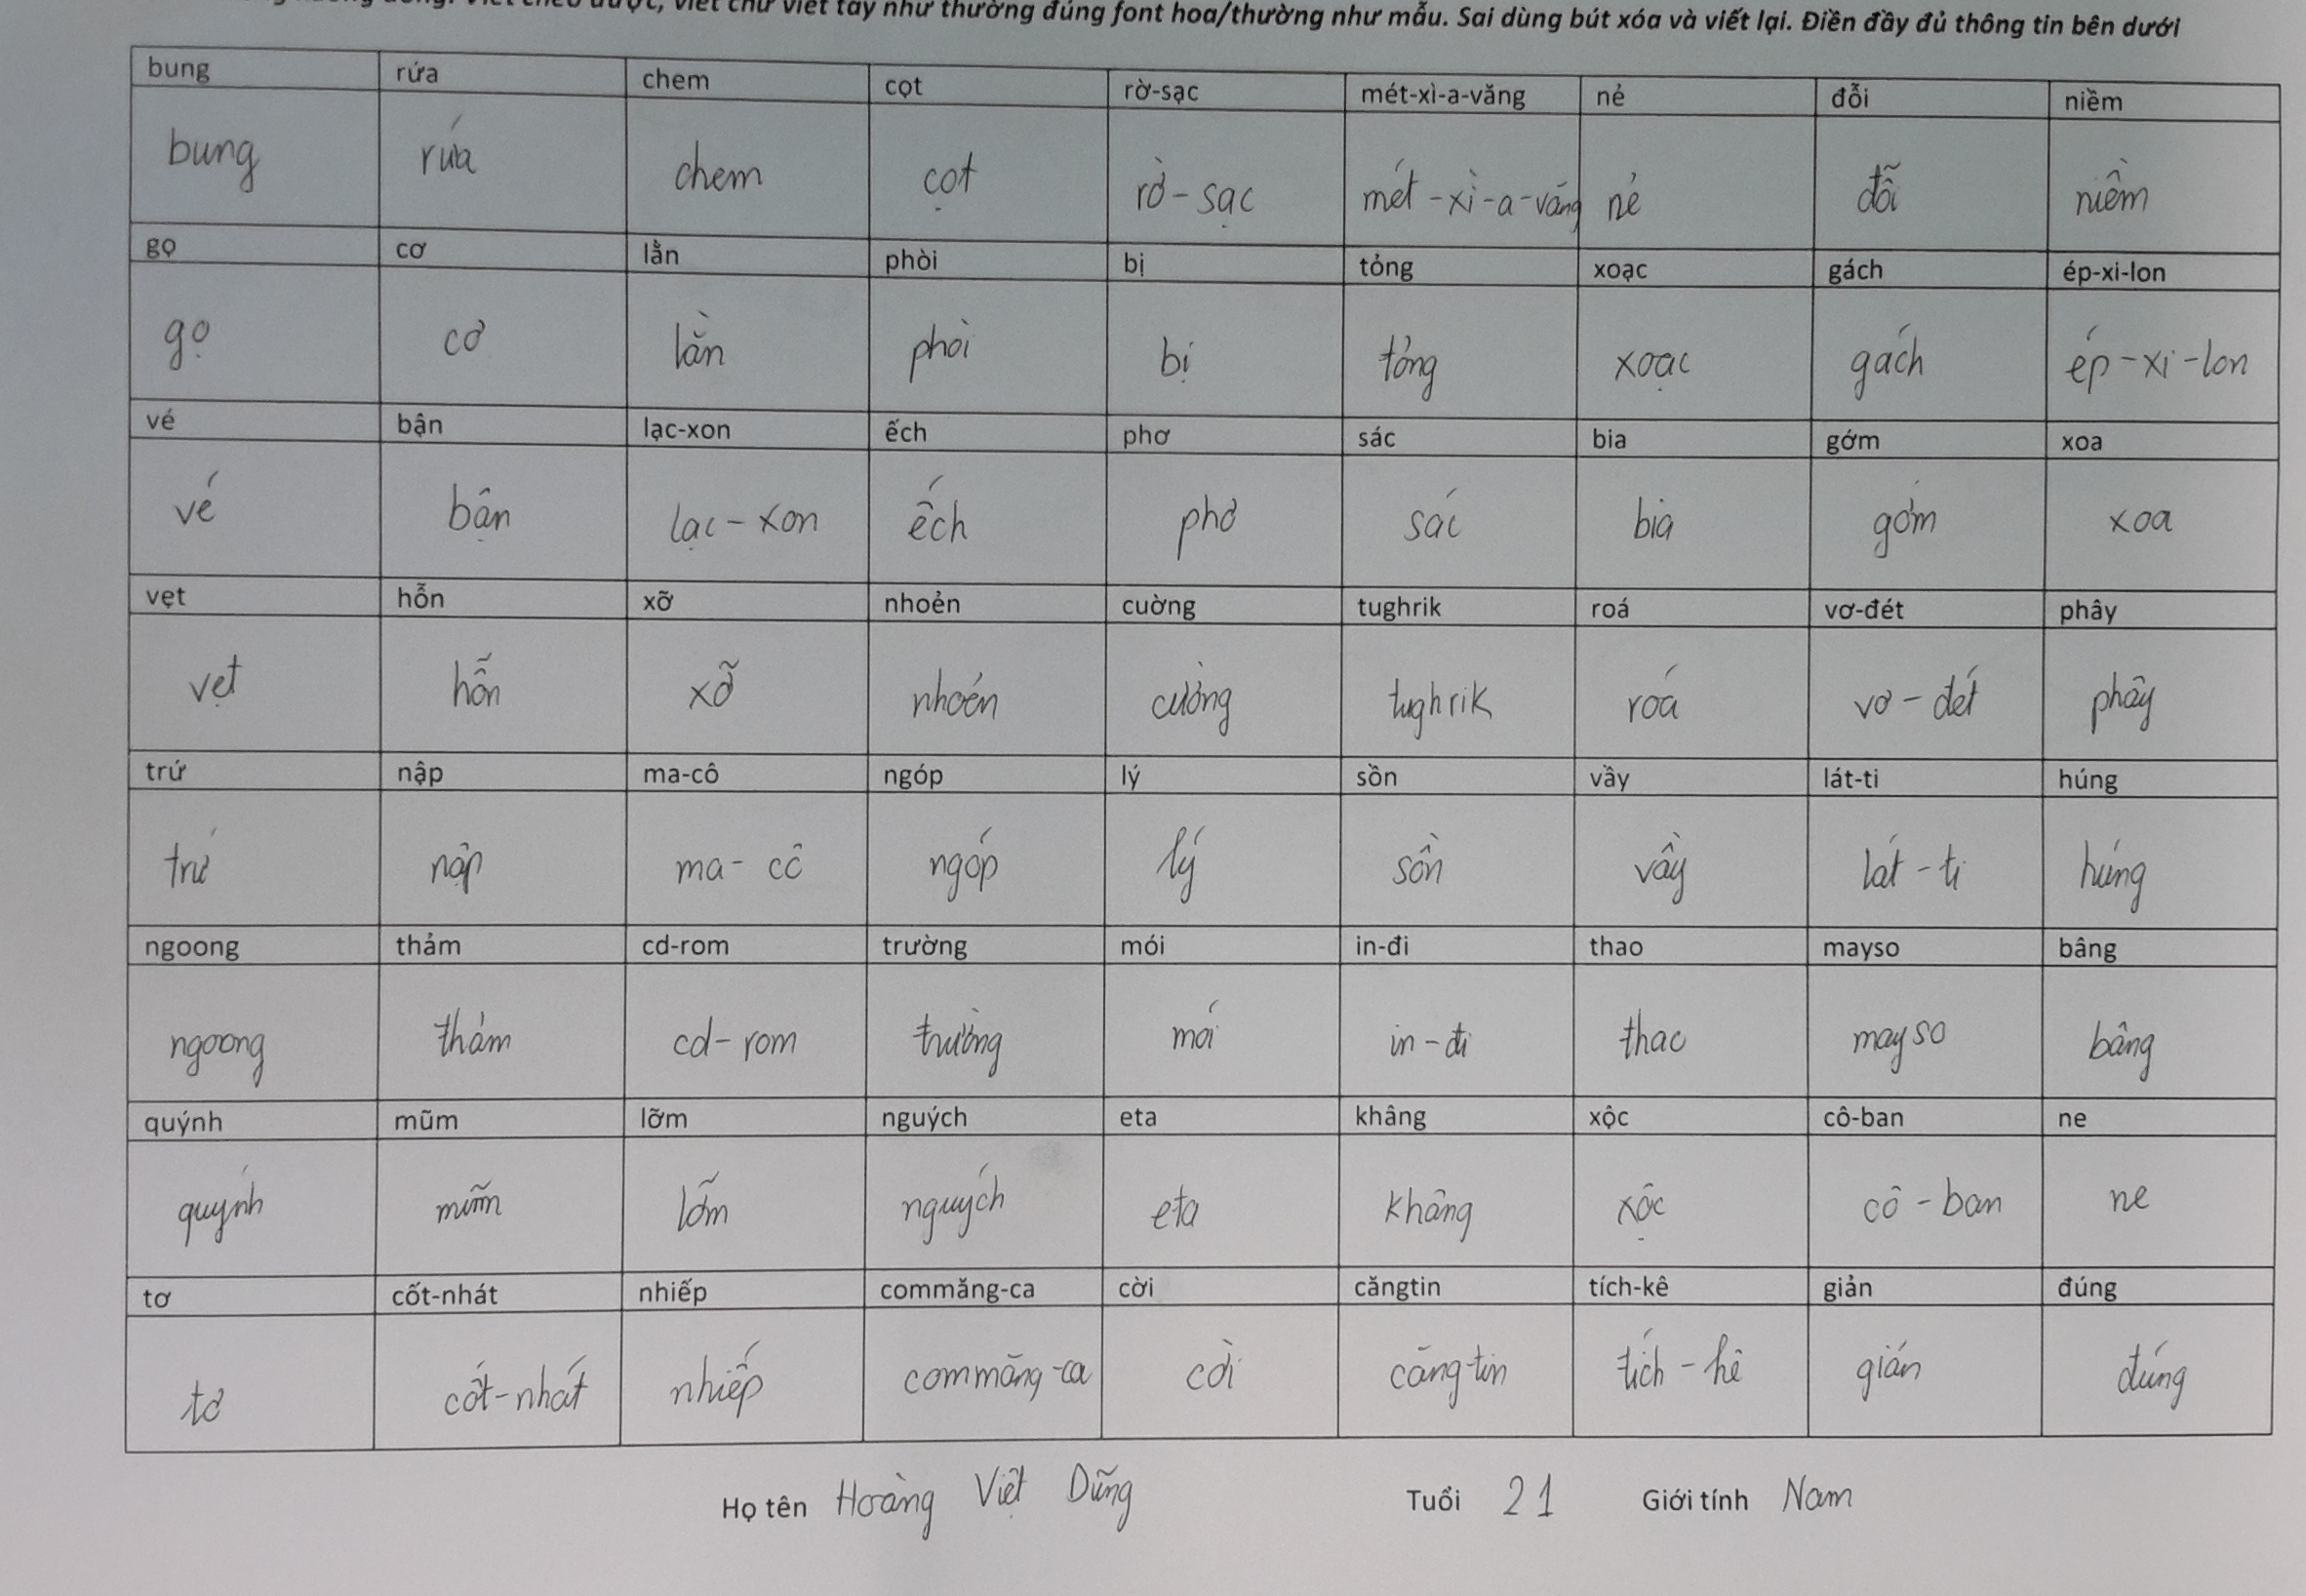 viết chữ viết tay như thường đúng font hoa/thường như mẫu. Sai dùng bút xóa và viết lại. Điền đầy đủ thông tin bên dưới
bung rứa chem cọt rờ-sạc mét-xì-a-văng nẻ đỗi niềm
bung rứa chem cọt rờ-sạc mét-xì-a-văng nẻ đỗi niềm
gọ cơ lằn phòi bị tỏng xoạc gách ép-xi-lon
gọ cơ lằn phòi bị tỏng xoạc gách ép-xi-lon
vé bận lạc-xon ếch phơ sác bia gớm xoa
vé bận lạc-xon ếch phơ sác bia gớm xoa
vẹt hỗn xỡ nhoẻn cuờng tughrik roá vơ-đét phây
vẹt hỗn xỡ nhoẻn cuờng tughrik roá vơ-đét phây
trứ nập ma-cô ngóp lý sồn vầy lát-ti húng
trứ nập ma-cô ngóp lý sồn vầy lát-ti húng
ngoong thảm cd-rom trường mói in-đi thao mayso bâng
ngoong thảm cd-rom trường mói in-đi thao mayso bâng
quýnh mũm lỡm nguých eta khâng xộc cô-ban ne
quýnh mũm lỡm nguých eta khâng xộc cô-ban ne
tơ cốt-nhát nhiếp commăng-ca cời căngtin tích-kê giản đúng
tơ cốt-nhát nhiếp commăng-ca cời căngtin tích-kê giản đúng
Họ tên Hoàng Việt Dũng Tuổi 21 Giới tính Nam